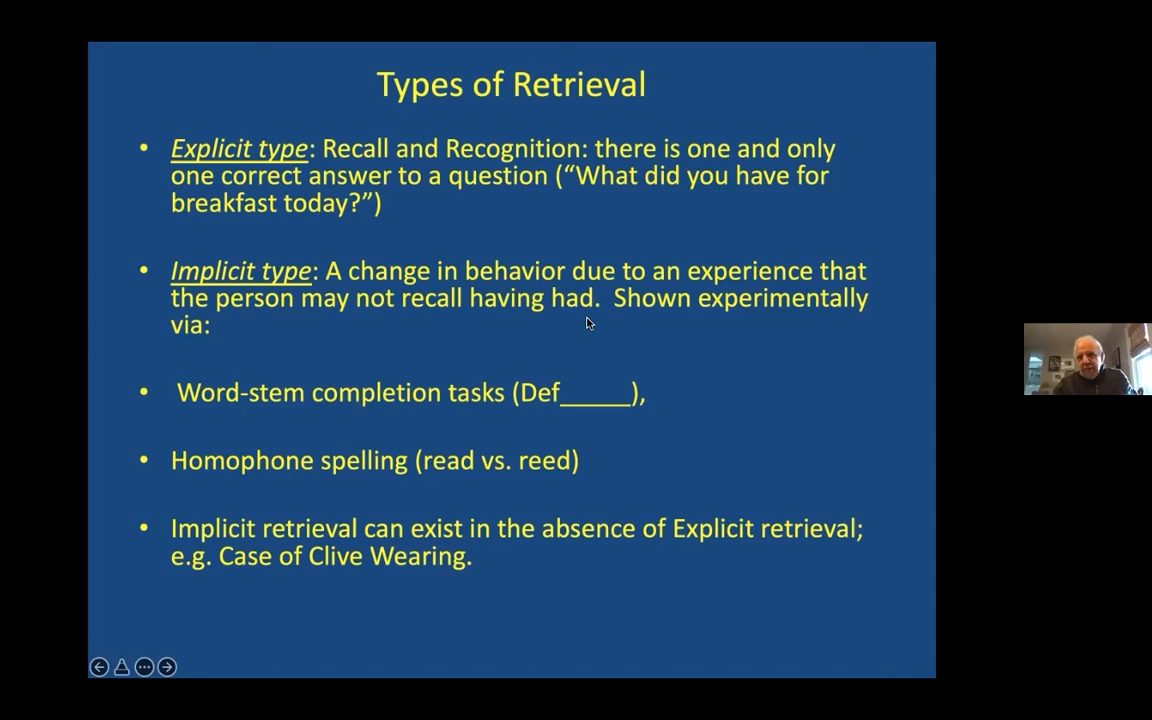 Types of Retrieval
• Explicit type: Recall and Recognition: there is one and only
one correct answer to a question (“What did you have for
breakfast today?”)
• Implicit type: A change in behavior due to an experience that
the person may not recall having had.  Shown experimentally
via:
• Word-stem completion tasks (Def_____),
• Homophone spelling (read vs. reed)
• Implicit retrieval can exist in the absence of Explicit retrieval;
e.g. Case of Clive Wearing.